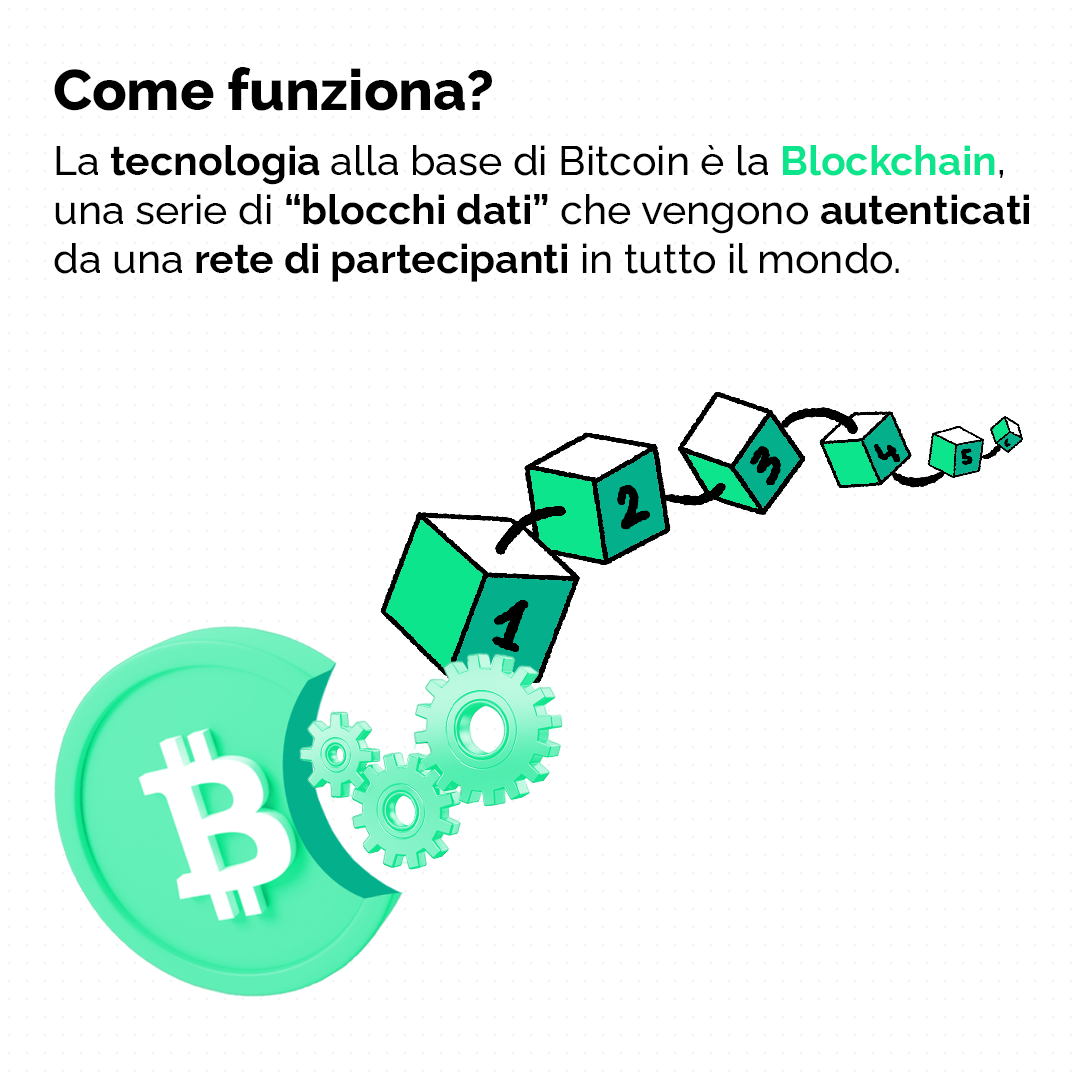 Come funziona?
La tecnologia alla base di Bitcoin è la Blockchain,
una serie di “blocchi dati” che vengono autenticati
da una rete di partecipanti in tutto il mondo.
1
2
3
4
5